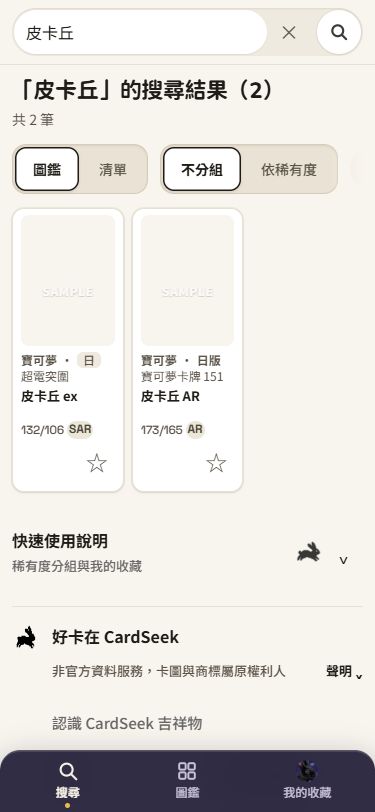 皮卡丘
「皮卡丘」的搜尋結果（2）
共 2 筆
圖鑑 清單 不分組 依稀有度
SAMPLE
寶可夢 · 日
超電突圍
皮卡丘 ex
132/106 SAR
SAMPLE
寶可夢 · 日版
寶可夢卡牌 151
皮卡丘 AR
173/165 AR
快速使用說明
稀有度分組與我的收藏
好卡在 CardSeek
非官方資料服務，卡圖與商標屬原權利人
聲明
認識 CardSeek 吉祥物
搜尋 圖鑑 我的收藏